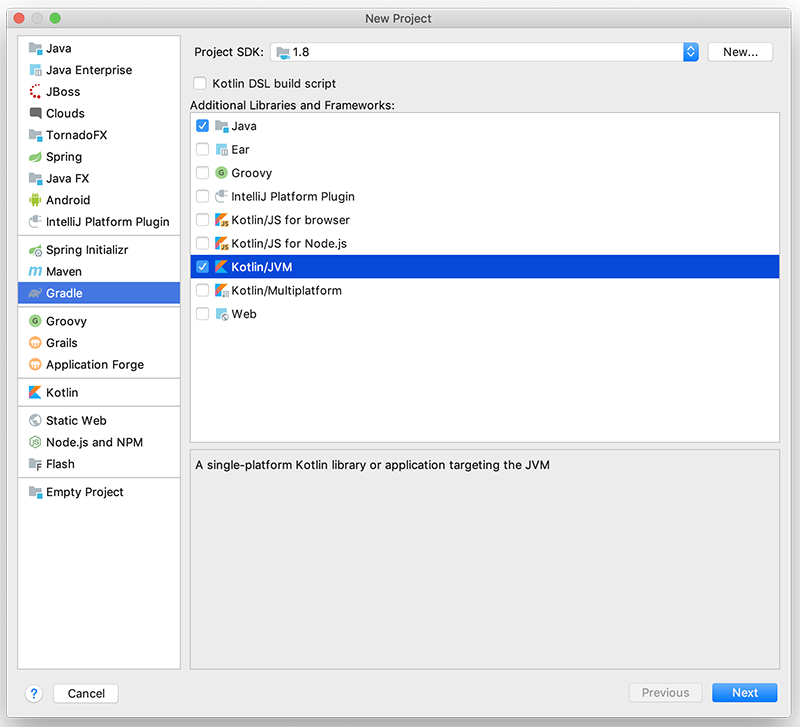 New Project
Java
Java Enterprise
JBoss
Clouds
TornadoFX
Spring
Java FX
Android
IntelliJ Platform Plugin
Spring Initializr
Maven
Gradle
Groovy
Grails
Application Forge
Kotlin
Static Web
Node.js and NPM
Flash
Empty Project
Project SDK: 1.8 New...
Kotlin DSL build script
Additional Libraries and Frameworks:
Java
Ear
Groovy
IntelliJ Platform Plugin
Kotlin/JS for browser
Kotlin/JS for Node.js
Kotlin/JVM
Kotlin/Multiplatform
Web
A single-platform Kotlin library or application targeting the JVM
? Cancel Previous Next